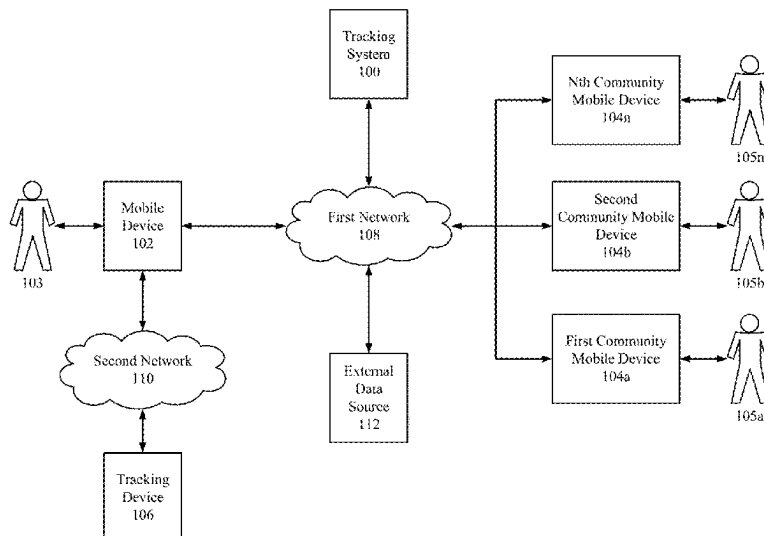 Tracking
System
100
Nth Community
Mobile Device
104n
105n
Mobile
Device
102
103
First Network
108
Second
Community Mobile
Device
104b
105b
Second Network
110
External
Data
Source
112
First Community
Mobile Device
104a
105a
Tracking
Device
106